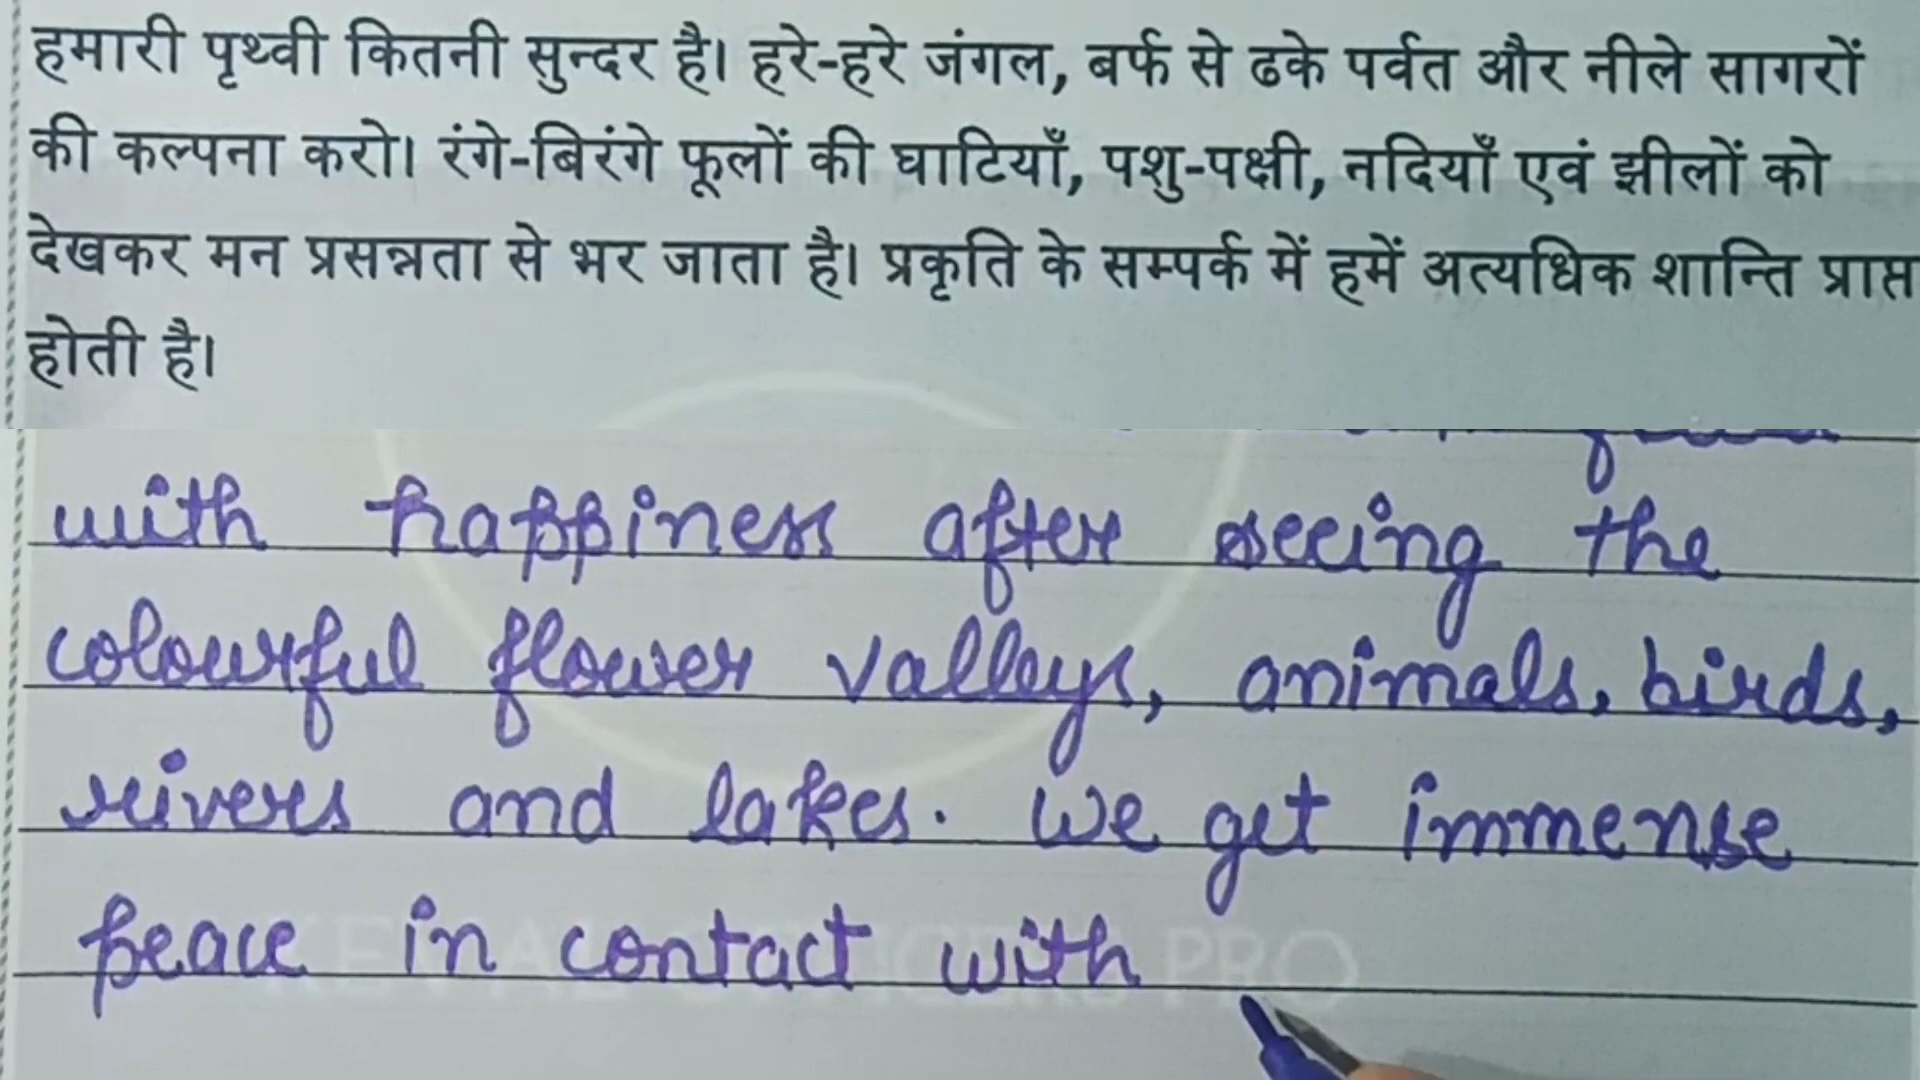 हमारी पृथ्वी कितनी सुन्दर है। हरे-हरे जंगल, बर्फ से ढके पर्वत और नीले सागरों
की कल्पना करो। रंगे-बिरंगे फूलों की घाटियाँ, पशु-पक्षी, नदियाँ एवं झीलों को
देखकर मन प्रसन्नता से भर जाता है। प्रकृति के सम्पर्क में हमें अत्यधिक शान्ति प्राप्त
होती है।
with happiness after seeing the
colourful flower valleys, animals, birds,
rivers and lakes. We get immense
peace in contact with